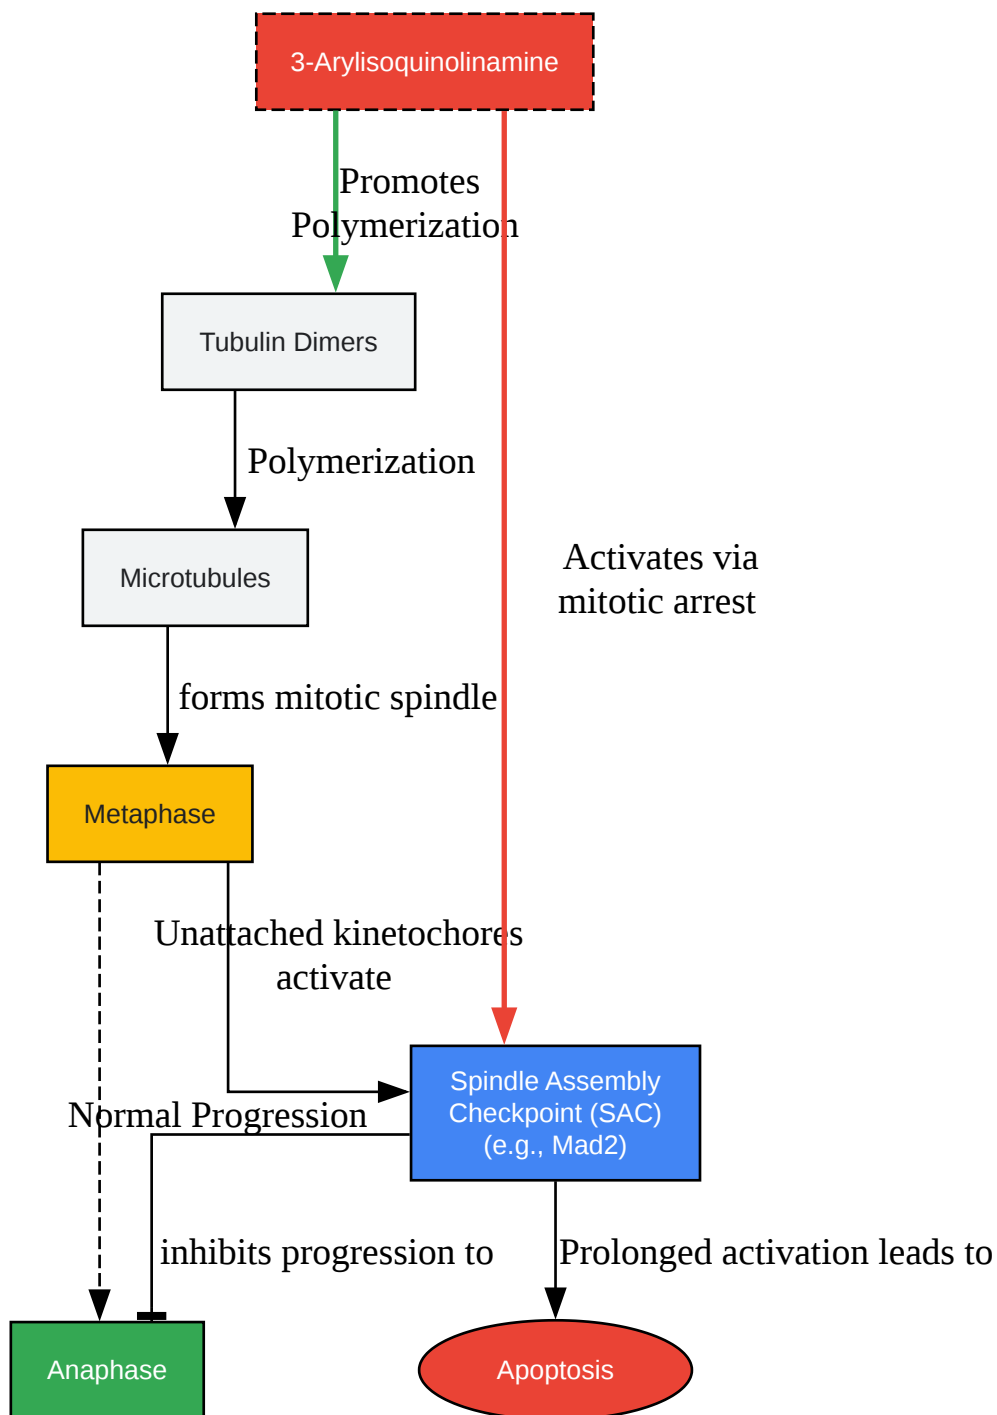 3-Arylisoquinolinamine
Promotes
Polymerization
Tubulin Dimers
Polymerization
Microtubules
Activates via
mitotic arrest
forms mitotic spindle
Metaphase
Unattached kinetochores
activate
Spindle Assembly
Checkpoint (SAC)
(e.g., Mad2)
Normal Progression
inhibits progression to
Prolonged activation leads to
Anaphase
Apoptosis